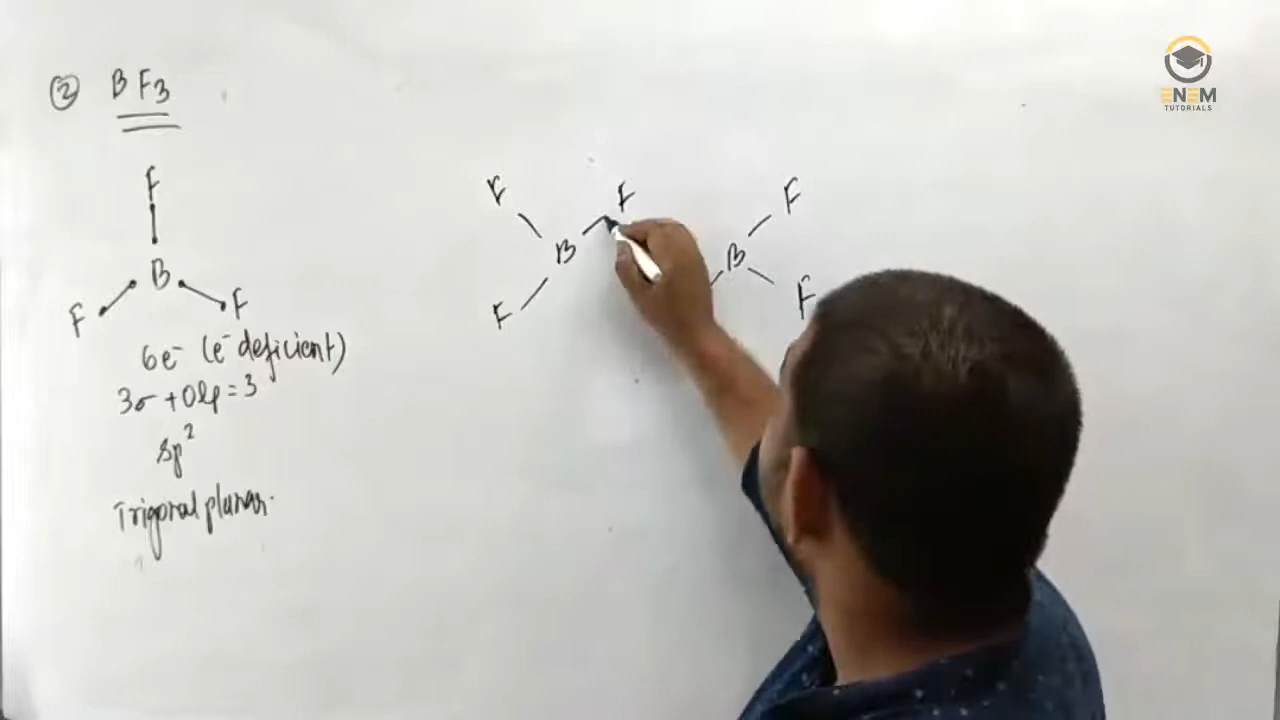 ② BF3
F
B
F F
6e⁻ (e⁻ deficient)
3σ + 0lp = 3
sp²
Trigonal planar.
F F
B
F
F
B
F
ENEM
TUTORIALS